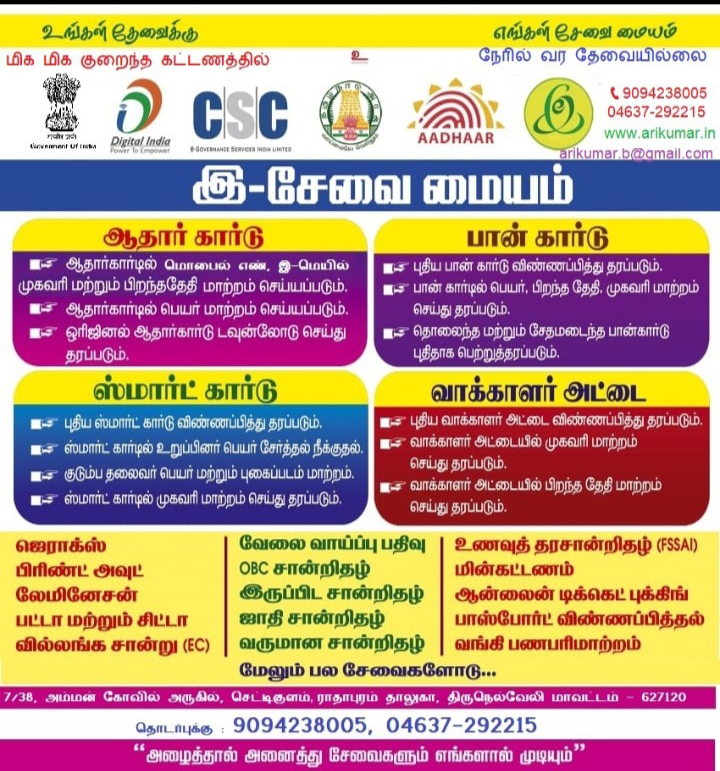 உங்கள் தேவைக்கு
எங்கள் சேவை மையம்
மிக மிக குறைந்த கட்டணத்தில்
உ
நேரில் வர தேவையில்லை
Government Of India
Digital India
Power To Empower
CSC
E-GOVERNANCE SERVICES INDIA LIMITED
AADHAAR
9094238005
04637-292215
www.arikumar.in
arikumar.b@gmail.com
இ-சேவை மையம்
ஆதார் கார்டு
ஆதார்கார்டில் மொபைல் எண், இ-மெயில்
முகவரி மற்றும் பிறந்ததேதி மாற்றம் செய்யப்படும்.
ஆதார்கார்டில் பெயர் மாற்றம் செய்யப்படும்.
ஒரிஜினல் ஆதார்கார்டு டவுன்லோடு செய்து
தரப்படும்.
பான் கார்டு
புதிய பான் கார்டு விண்ணப்பித்து தரப்படும்.
பான் கார்டில் பெயர், பிறந்த தேதி, முகவரி மாற்றம்
செய்து தரப்படும்.
தொலைந்த மற்றும் சேதமடைந்த பான்கார்டு
புதிதாக பெற்றுத்தரப்படும்.
ஸ்மார்ட் கார்டு
புதிய ஸ்மார்ட் கார்டு விண்ணப்பித்து தரப்படும்.
ஸ்மார்ட் கார்டில் உறுப்பினர் பெயர் சேர்த்தல் நீக்குதல்.
குடும்ப தலைவர் பெயர் மற்றும் புகைப்படம் மாற்றம்.
ஸ்மார்ட் கார்டில் முகவரி மாற்றம் செய்து தரப்படும்.
வாக்காளர் அட்டை
புதிய வாக்காளர் அட்டை விண்ணப்பித்து தரப்படும்.
வாக்காளர் அட்டையில் முகவரி மாற்றம்
செய்து தரப்படும்.
வாக்காளர் அட்டையில் பிறந்த தேதி மாற்றம்
செய்து தரப்படும்.
ஜெராக்ஸ்
பிரிண்ட் அவுட்
லேமினேசன்
பட்டா மற்றும் சிட்டா
வில்லங்க சான்று (EC)
வேலை வாய்ப்பு பதிவு
OBC சான்றிதழ்
இருப்பிட சான்றிதழ்
ஜாதி சான்றிதழ்
வருமான சான்றிதழ்
உணவுத் தரசான்றிதழ் (FSSAI)
மின்கட்டணம்
ஆன்லைன் டிக்கெட் புக்கிங்
பாஸ்போர்ட் விண்ணப்பித்தல்
வங்கி பணபரிமாற்றம்
மேலும் பல சேவைகளோடு...
7/38, அம்மன் கோவில் அருகில், செட்டிகுளம், ராதாபுரம் தாலுகா, திருநெல்வேலி மாவட்டம் - 627120
தொடர்புக்கு : 9094238005, 04637-292215
"அழைத்தால் அனைத்து சேவைகளும் எங்களால் முடியும்"